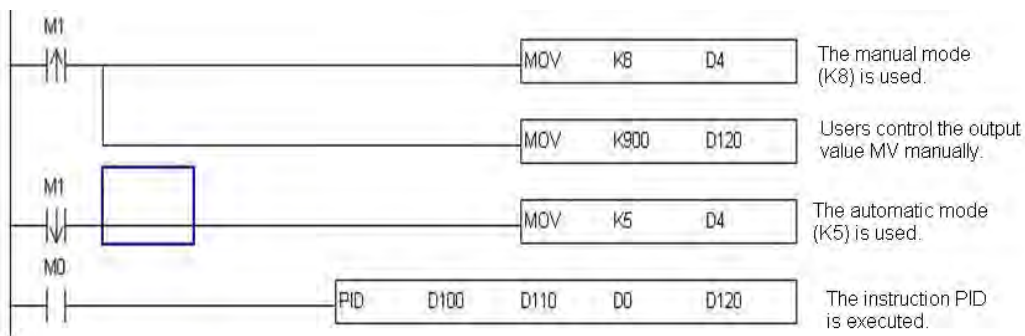 M1
MOV K8 D4
The manual mode
(K8) is used.
MOV K900 D120
Users control the output
value MV manually.
M1
MOV K5 D4
The automatic mode
(K5) is used.
M0
PID D100 D110 D0 D120
The instruction PID
is executed.